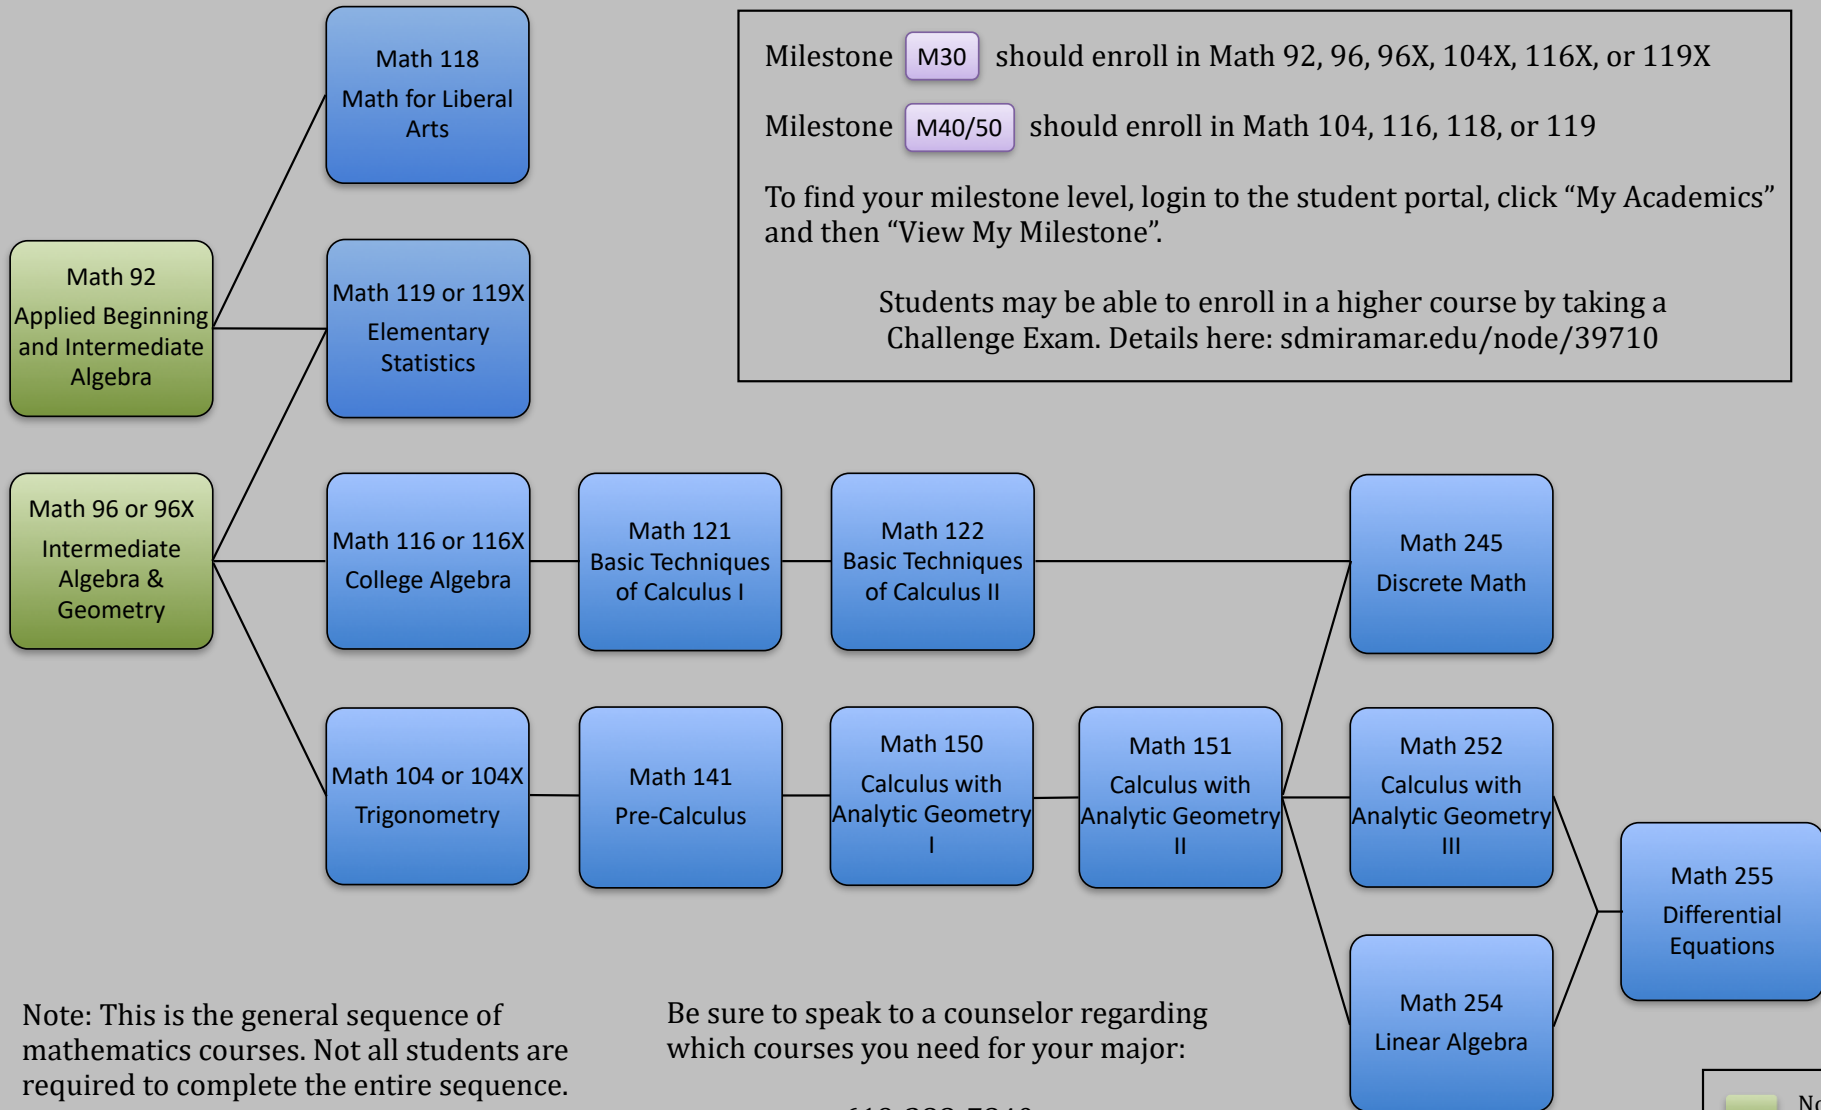 Math 118
Math for Liberal
Arts
Milestone M30 should enroll in Math 92, 96, 96X, 104X, 116X, or 119X
Milestone M40/50 should enroll in Math 104, 116, 118, or 119
To find your milestone level, login to the student portal, click “My Academics”
and then “View My Milestone”.
Students may be able to enroll in a higher course by taking a
Challenge Exam. Details here: sdmiramar.edu/node/39710
Math 92
Applied Beginning
and Intermediate
Algebra
Math 119 or 119X
Elementary
Statistics
Math 96 or 96X
Intermediate
Algebra &
Geometry
Math 116 or 116X
College Algebra
Math 121
Basic Techniques
of Calculus I
Math 122
Basic Techniques
of Calculus II
Math 245
Discrete Math
Math 104 or 104X
Trigonometry
Math 141
Pre-Calculus
Math 150
Calculus with
Analytic Geometry
I
Math 151
Calculus with
Analytic Geometry
II
Math 252
Calculus with
Analytic Geometry
III
Math 255
Differential
Equations
Math 254
Linear Algebra
Note: This is the general sequence of
mathematics courses. Not all students are
required to complete the entire sequence.
Be sure to speak to a counselor regarding
which courses you need for your major: